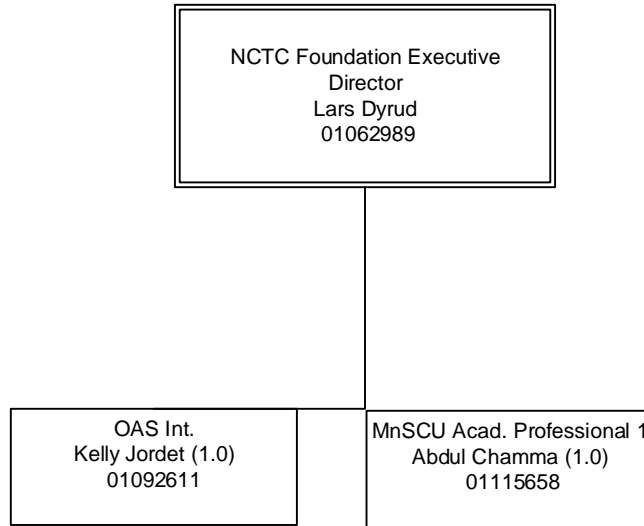 NCTC Foundation Executive
Director
Lars Dyrud
01062989
OAS Int.
Kelly Jordet (1.0)
01092611
MnSCU Acad. Professional 1
Abdul Chamma (1.0)
01115658